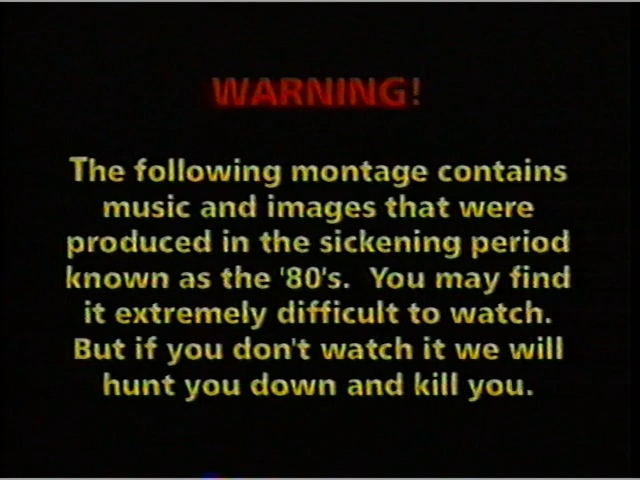 WARNING!
The following montage contains
music and images that were
produced in the sickening period
known as the '80's.  You may find
it extremely difficult to watch.
But if you don't watch it we will
hunt you down and kill you.